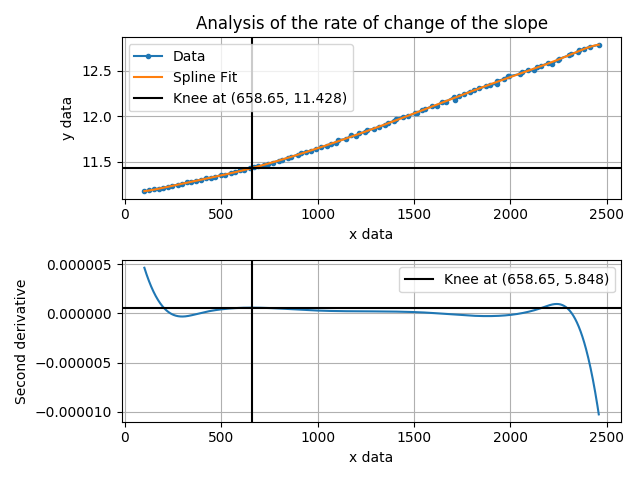 Analysis of the rate of change of the slope
Data
Spline Fit
Knee at (658.65, 11.428)
12.5
12.0
11.5
y data
0 500 1000 1500 2000 2500
x data
Knee at (658.65, 5.848)
0.000005
0.000000
−0.000005
−0.000010
Second derivative
0 500 1000 1500 2000 2500
x data